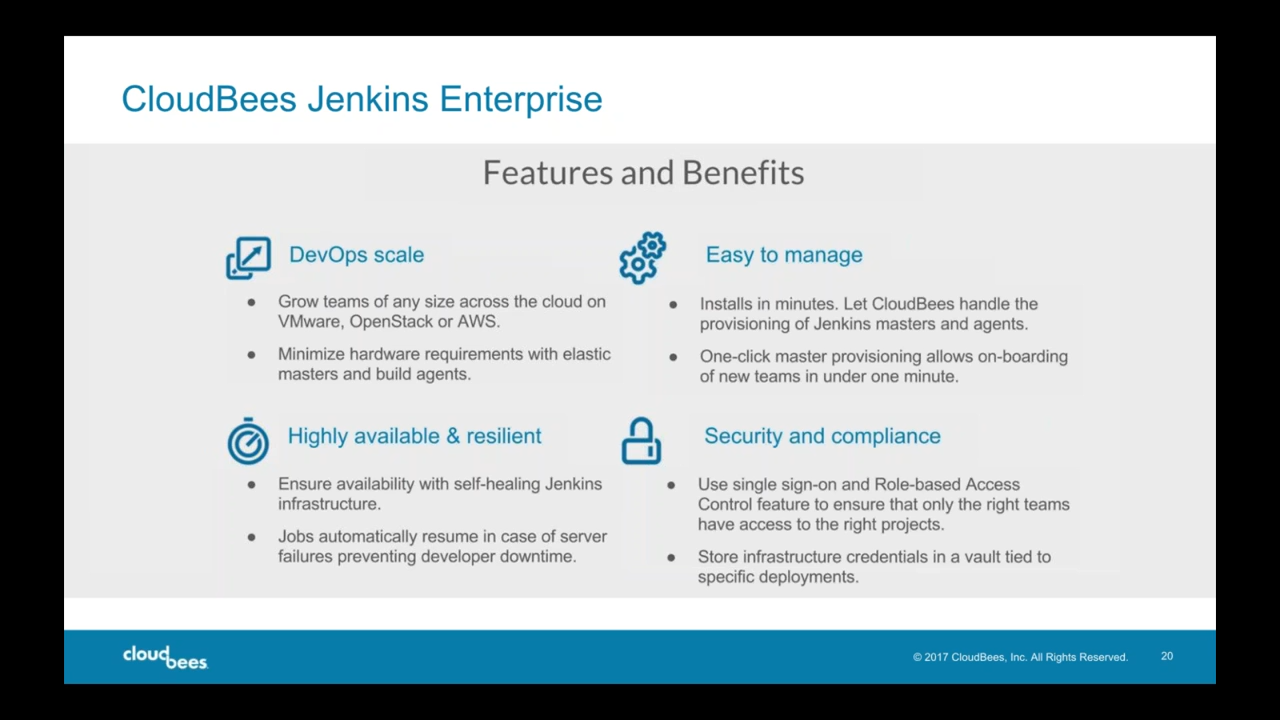 CloudBees Jenkins Enterprise
Features and Benefits
DevOps scale
● Grow teams of any size across the cloud on
VMware, OpenStack or AWS.
● Minimize hardware requirements with elastic
masters and build agents.
Easy to manage
● Installs in minutes. Let CloudBees handle the
provisioning of Jenkins masters and agents.
● One-click master provisioning allows on-boarding
of new teams in under one minute.
Highly available & resilient
● Ensure availability with self-healing Jenkins
infrastructure.
● Jobs automatically resume in case of server
failures preventing developer downtime.
Security and compliance
● Use single sign-on and Role-based Access
Control feature to ensure that only the right teams
have access to the right projects.
● Store infrastructure credentials in a vault tied to
specific deployments.
cloudbees
© 2017 CloudBees, Inc. All Rights Reserved.
20